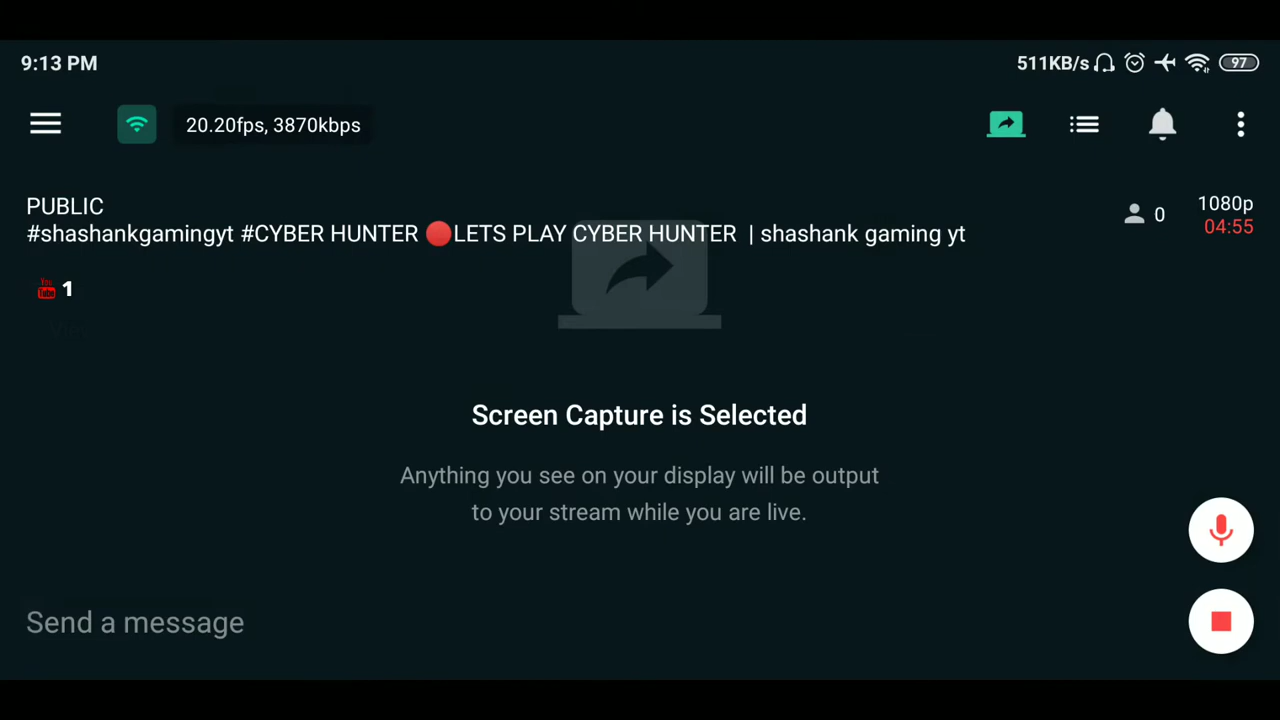 9:13 PM
511KB/s
97
20.20fps, 3870kbps
PUBLIC
#shashankgamingyt #CYBER HUNTER 🔴LETS PLAY CYBER HUNTER | shashank gaming yt
0
1080p
04:55
You Tube 1
Screen Capture is Selected
Anything you see on your display will be output
to your stream while you are live.
Send a message